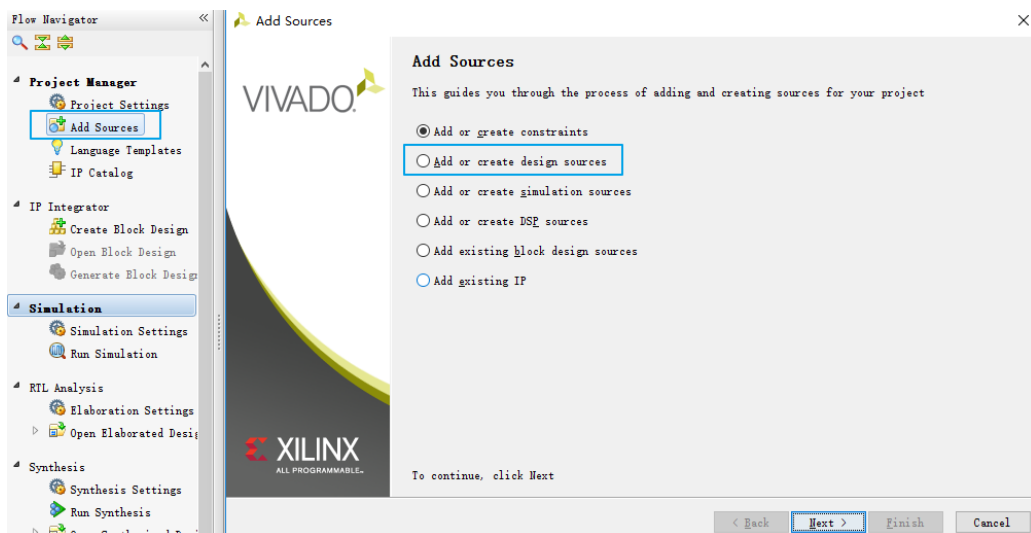 Flow Navigator
Project Manager
Project Settings
Add Sources
Language Templates
IP Catalog
IP Integrator
Create Block Design
Open Block Design
Generate Block Desig
Simulation
Simulation Settings
Run Simulation
RTL Analysis
Elaboration Settings
Open Elaborated Desig
Synthesis
Synthesis Settings
Run Synthesis
Add Sources
VIVADO.
XILINX
ALL PROGRAMMABLE.
Add Sources
This guides you through the process of adding and creating sources for your project
Add or create constraints
Add or create design sources
Add or create simulation sources
Add or create DSP sources
Add existing block design sources
Add existing IP
To continue, click Next
< Back Next > Finish Cancel